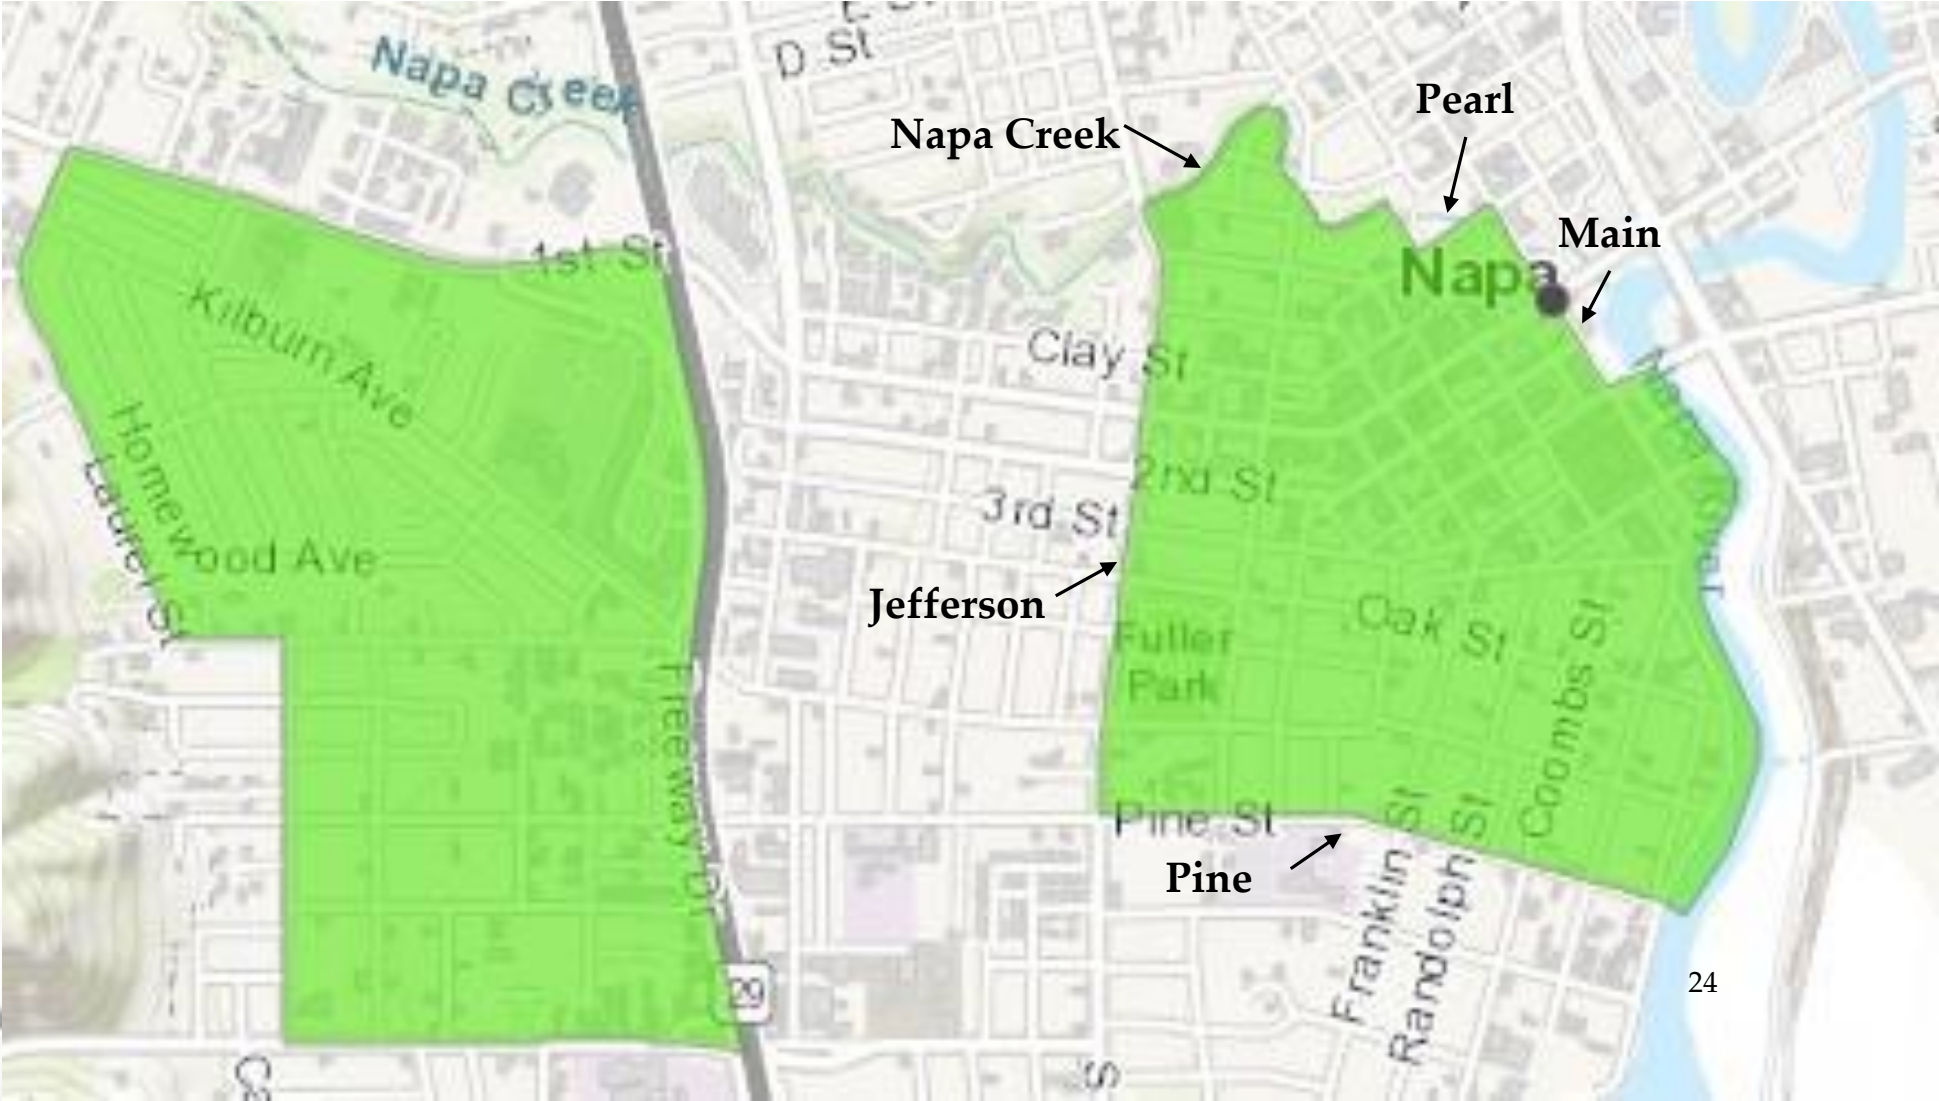 D St
Napa Creek
Pearl
Napa Creek
Main
1st St
Napa
Kilburn Ave
Clay St
Homewood Ave
2nd St
3rd St
Laurel St
Jefferson
Oak St
Fuller
Park
Coombs St
Freeway Dr
Pine St
Pine
Franklin St
Randolph St
29
24